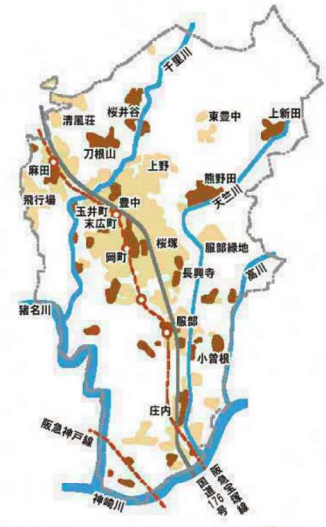 千里川
桜井谷
清風荘
東豊中
上新田
刀根山
上野
麻田
熊野田
天竺川
飛行場
豊中
玉井町
末広町
桜塚
服部緑地
岡町
長興寺
高川
猪名川
服部
小曽根
庄内
阪急神戸線
阪急宝塚線
国道176号
神崎川